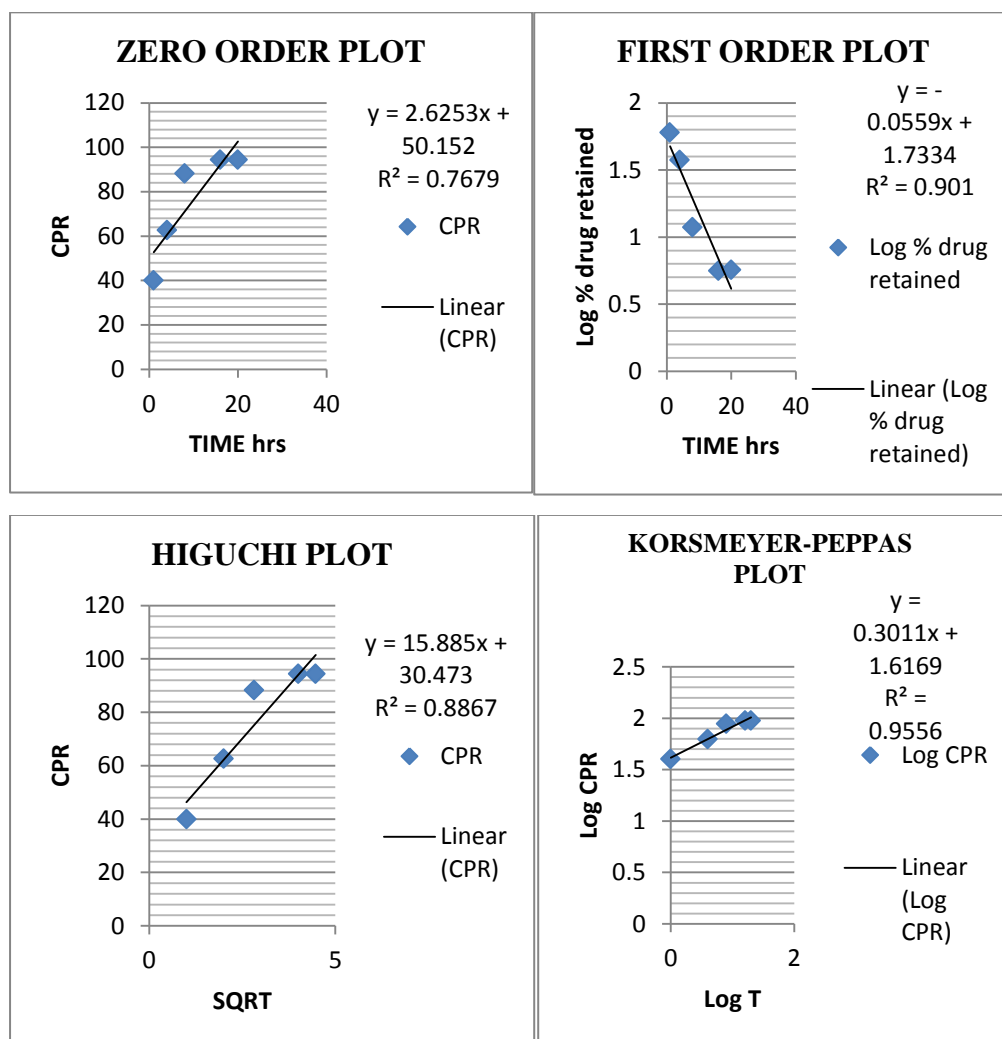 ZERO ORDER PLOT
120
100
80
60
40
20
0
0
20
40
CPR
TIME hrs
y = 2.6253x +
50.152
R² = 0.7679
CPR
Linear
(CPR)
FIRST ORDER PLOT
2
1.5
1
0.5
0
0
20
40
Log % drug retained
TIME hrs
y = -
0.0559x +
1.7334
R² = 0.901
Log % drug
retained
Linear (Log
% drug
retained)
HIGUCHI PLOT
120
100
80
60
40
20
0
0
5
CPR
SQRT
y = 15.885x +
30.473
R² = 0.8867
CPR
Linear
(CPR)
KORSMEYER-PEPPAS
PLOT
2.5
2
1.5
1
0.5
0
0
2
Log CPR
Log T
y =
0.3011x +
1.6169
R² =
0.9556
Log CPR
Linear
(Log
CPR)